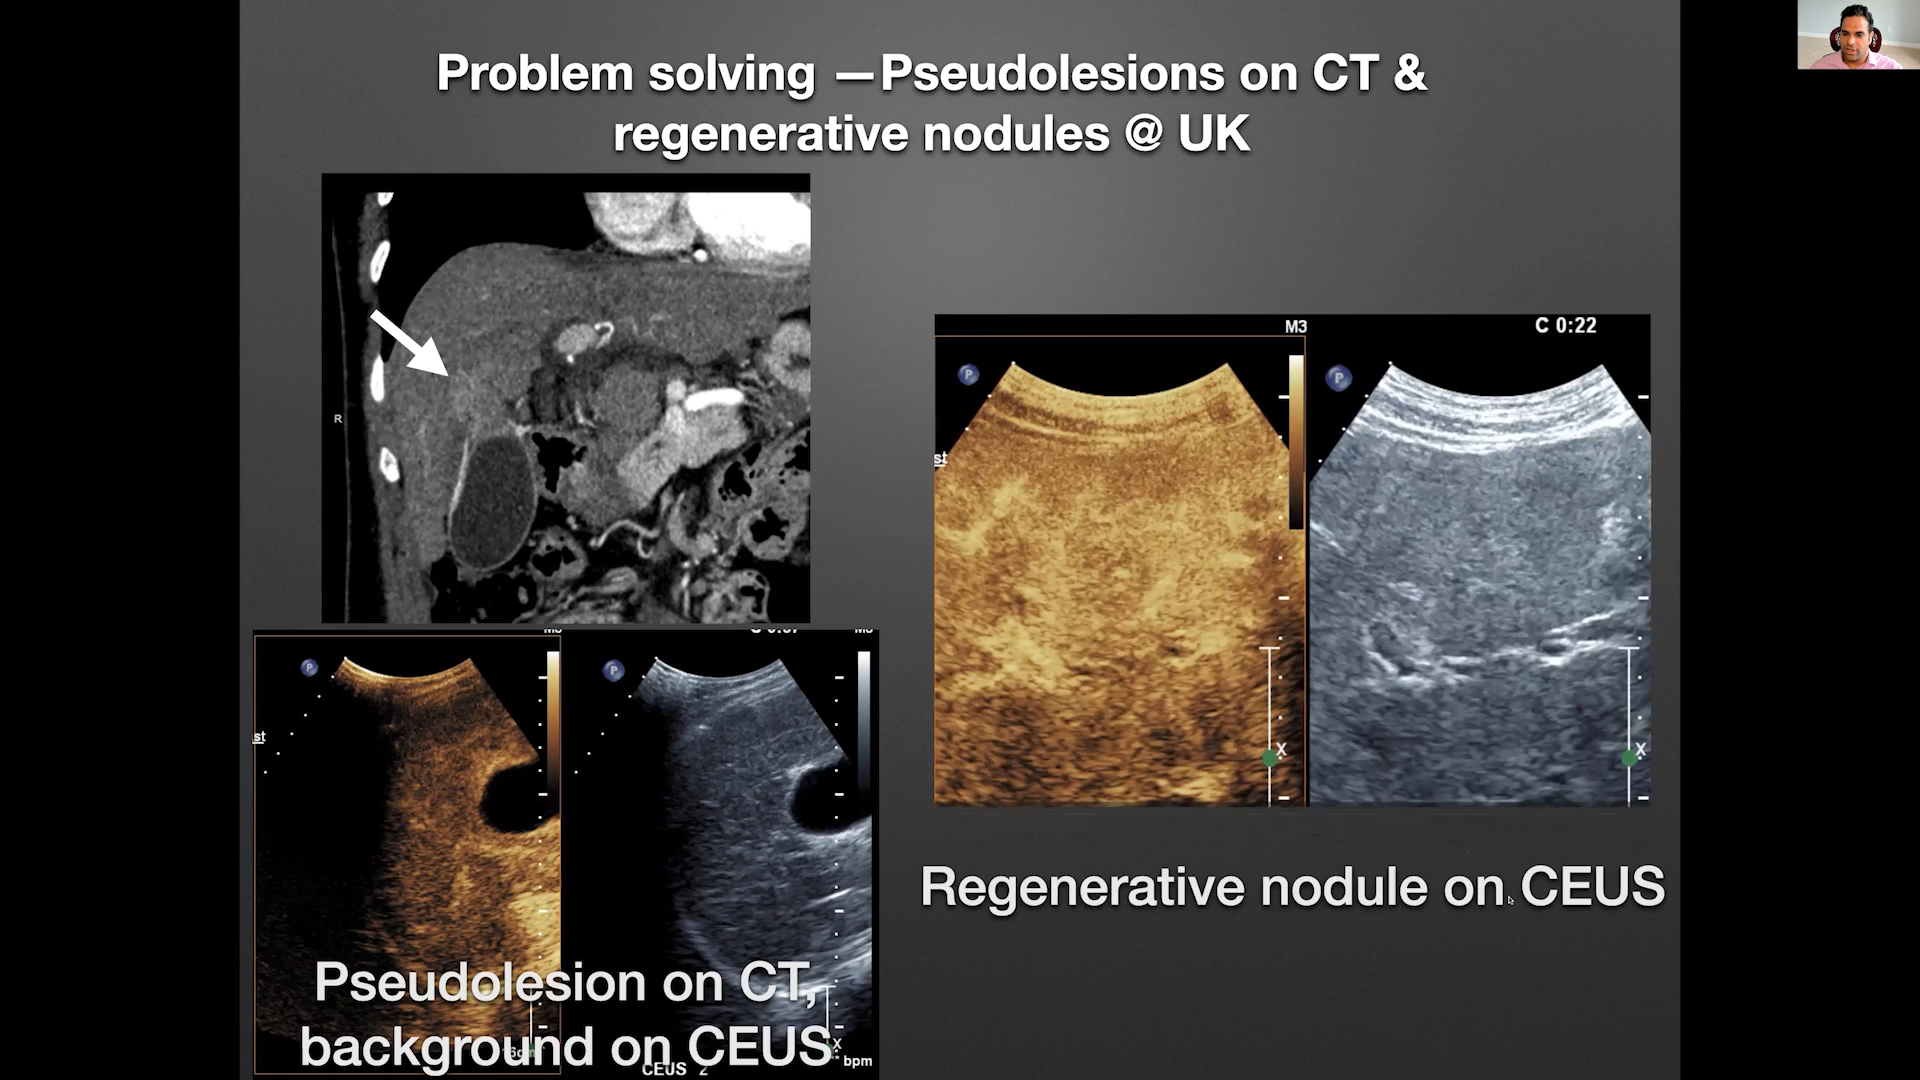 Problem solving —Pseudolesions on CT &
regenerative nodules @ UK
R
M3
C 0:22
P
P
st
X
X
P
P
st
Regenerative nodule on CEUS
Pseudolesion on CT,
background on CEUS
X
bpm
CEUS 2